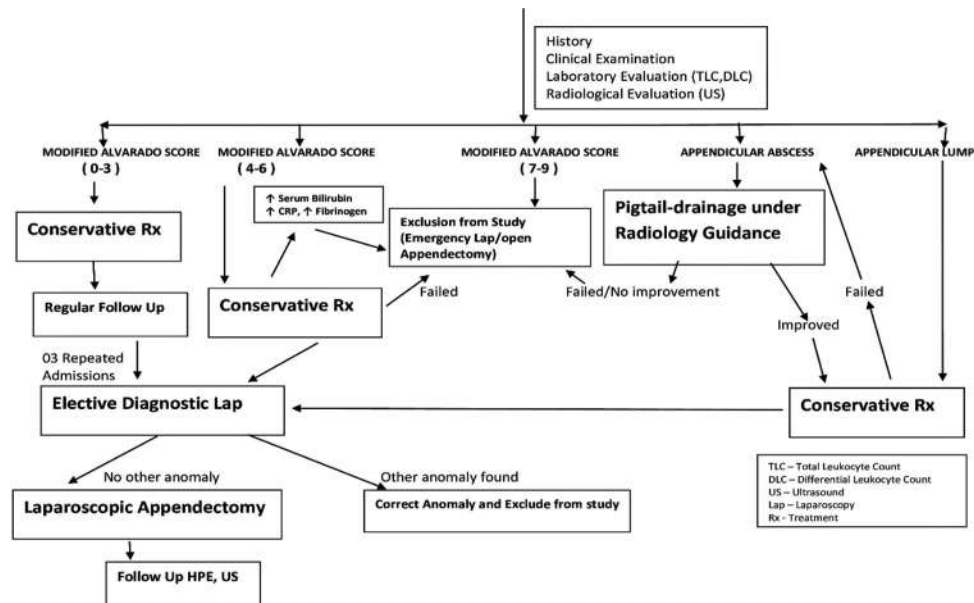 History
Clinical Examination
Laboratory Evaluation (TLC,DLC)
Radiological Evaluation (US)
MODIFIED ALVARADO SCORE
( 0-3 )
MODIFIED ALVARADO SCORE
(4-6)
MODIFIED ALVARADO SCORE
(7-9)
APPENDICULAR ABSCESS
APPENDICULAR LUMP
↑ Serum Bilirubin
↑ CRP, ↑ Fibrinogen
Exclusion from Study
(Emergency Lap/open
Appendectomy)
Pigtail-drainage under
Radiology Guidance
Conservative Rx
Regular Follow Up
Conservative Rx
Failed
Failed/No improvement
Failed
Improved
03 Repeated
Admissions
Elective Diagnostic Lap
Conservative Rx
No other anomaly
Other anomaly found
Laparoscopic Appendectomy
Correct Anomaly and Exclude from study
Follow Up HPE, US
TLC – Total Leukocyte Count
DLC – Differential Leukocyte Count
US – Ultrasound
Lap – Laparoscopy
Rx - Treatment